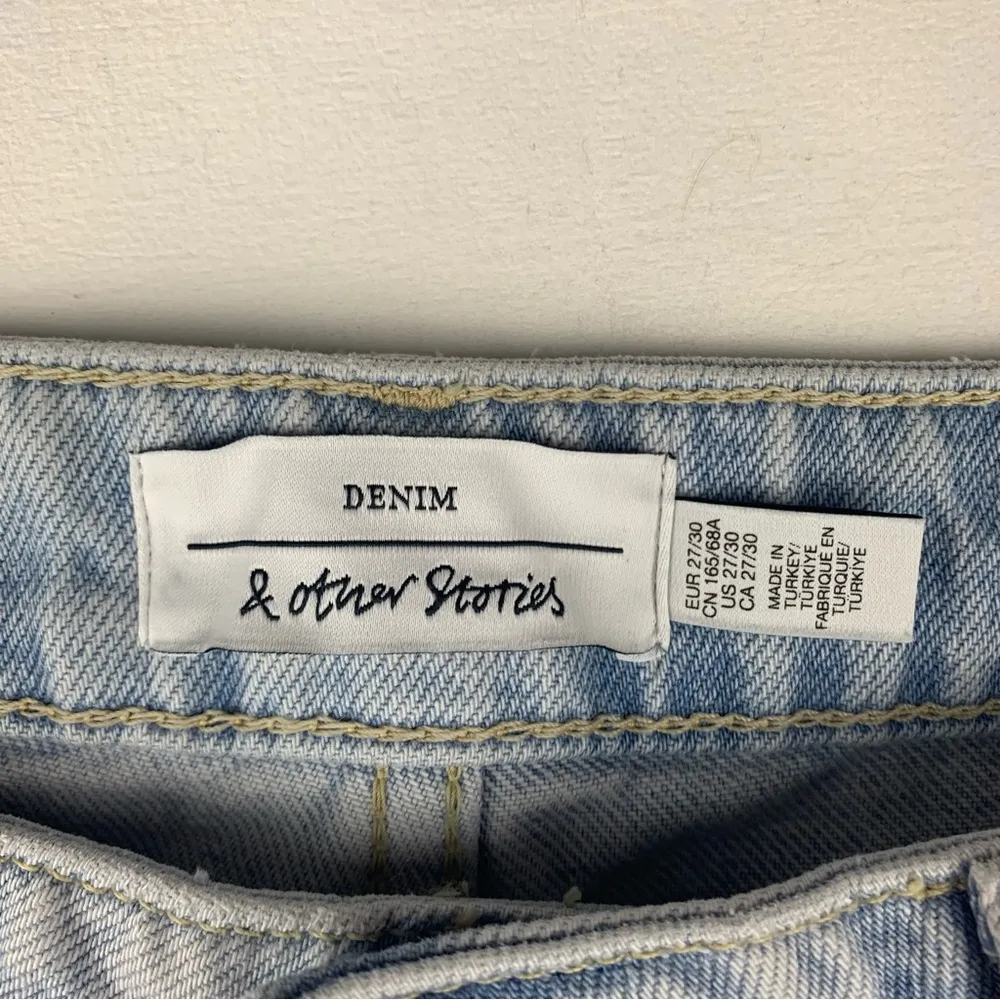 DENIM
& other Stories
EUR 27/30
CN 165/68A
US 27/30
CA 27/30
MADE IN
TURKEY/
TÜRKIYE
FABRIQUÉ EN
TURQUIE/
TÜRKIYE